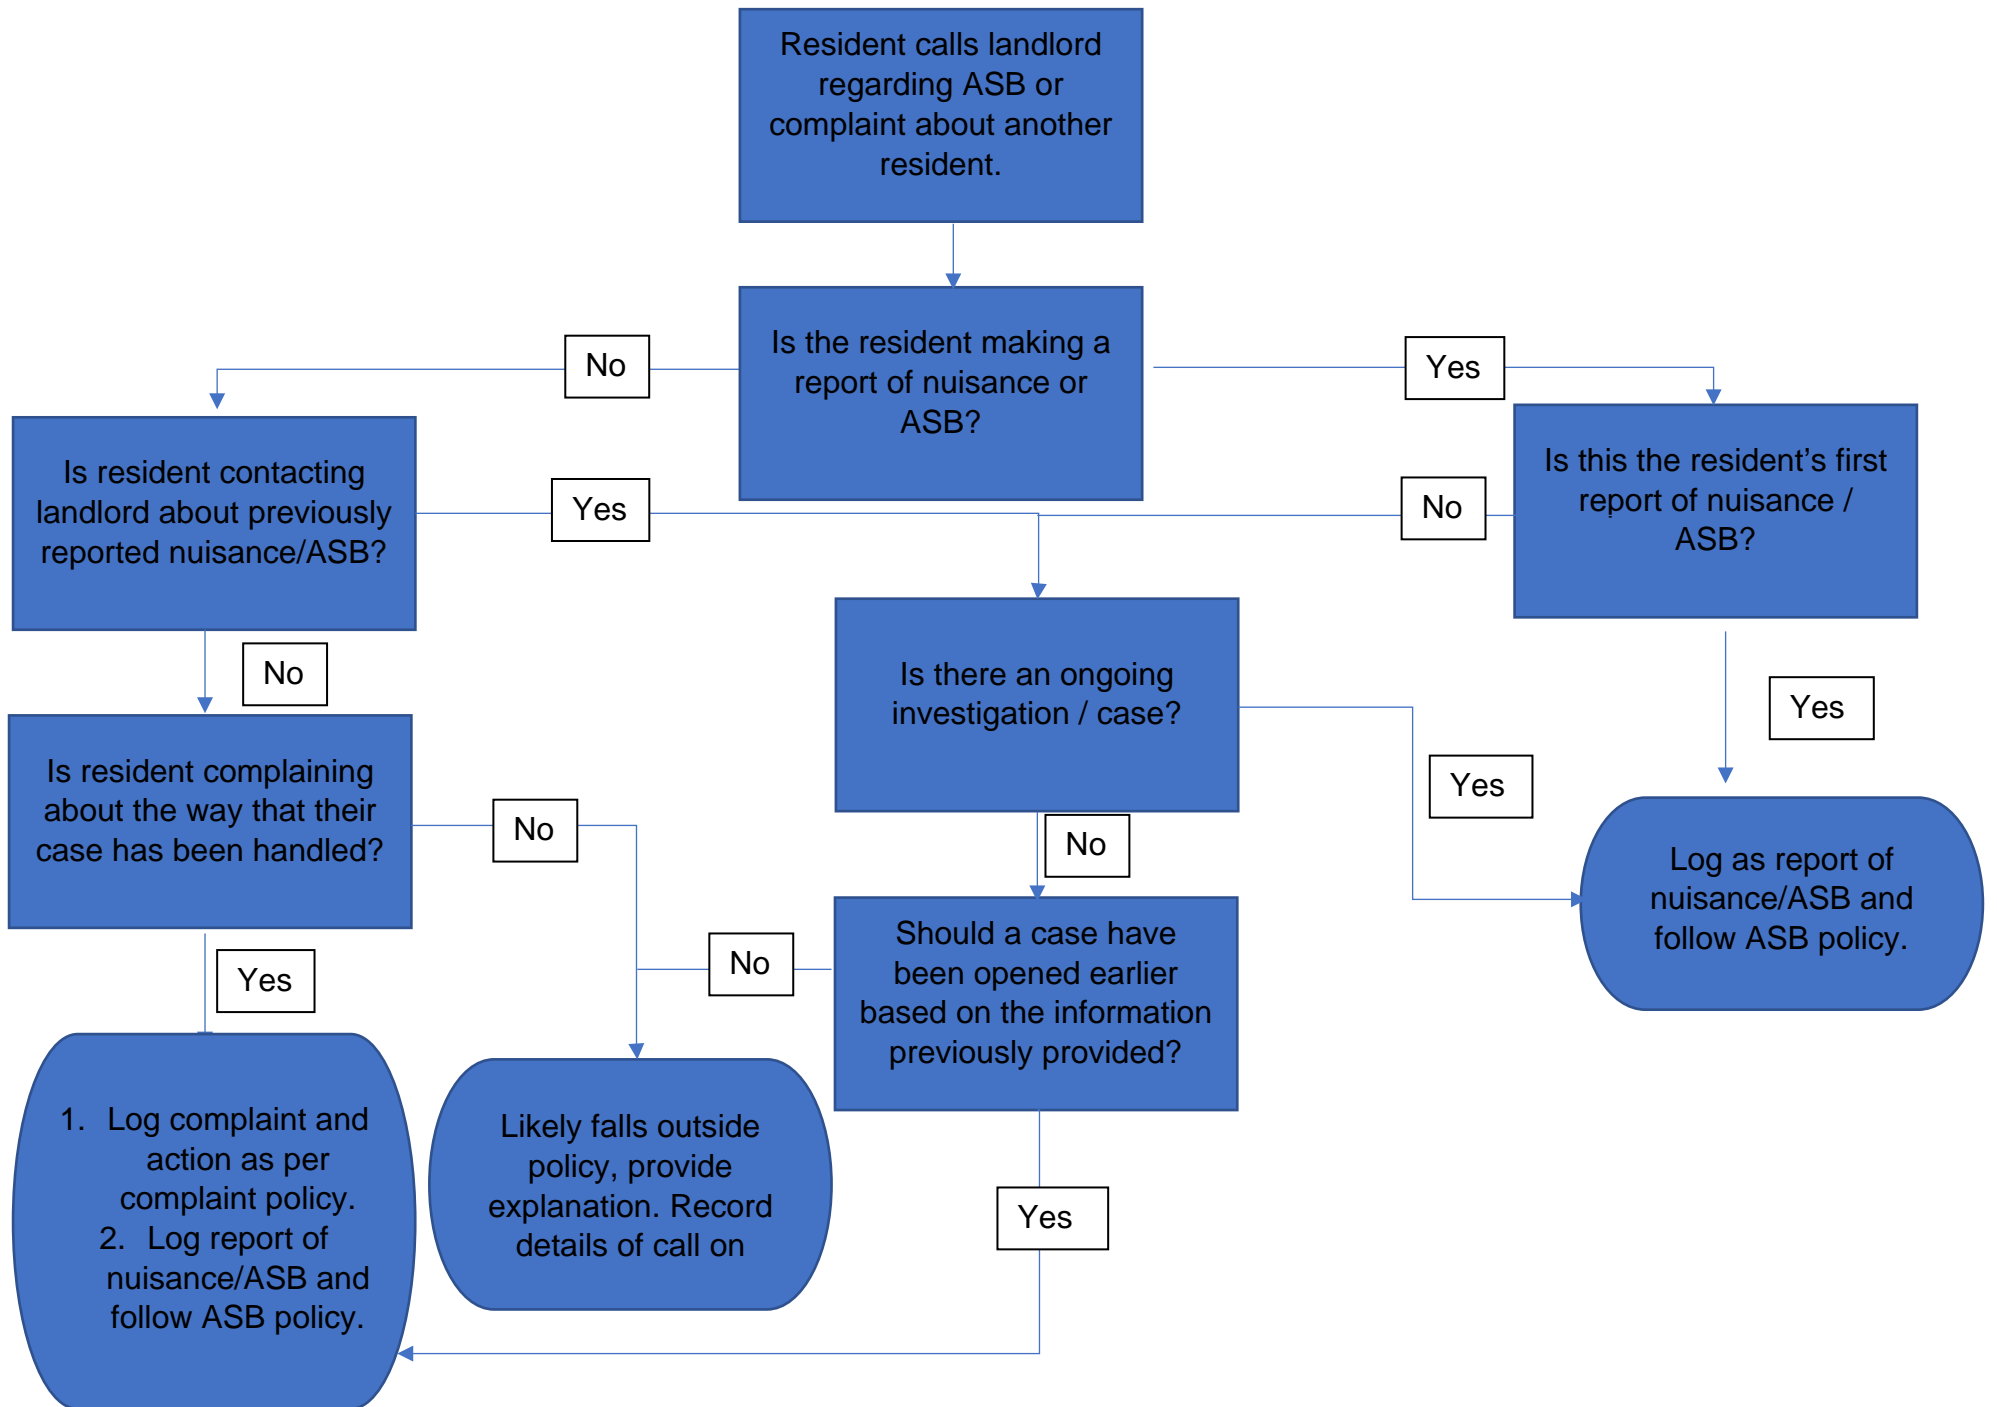 Resident calls landlord
regarding ASB or
complaint about another
resident.
Is the resident making a
report of nuisance or
ASB?
No
Yes
Is resident contacting
landlord about previously
reported nuisance/ASB?
Yes
No
Is this the resident’s first
report of nuisance /
ASB?
No
Is there an ongoing
investigation / case?
Yes
Yes
Is resident complaining
about the way that their
case has been handled?
No
No
Log as report of
nuisance/ASB and
follow ASB policy.
Yes
No
Should a case have
been opened earlier
based on the information
previously provided?
1. Log complaint and
action as per
complaint policy.
2. Log report of
nuisance/ASB and
follow ASB policy.
Likely falls outside
policy, provide
explanation. Record
details of call on
Yes